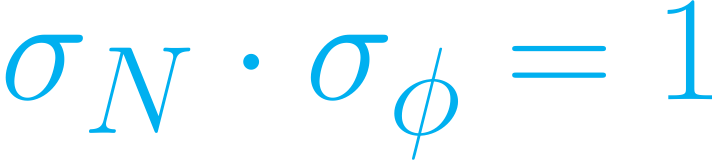 σ_N · σ_ϕ = 1